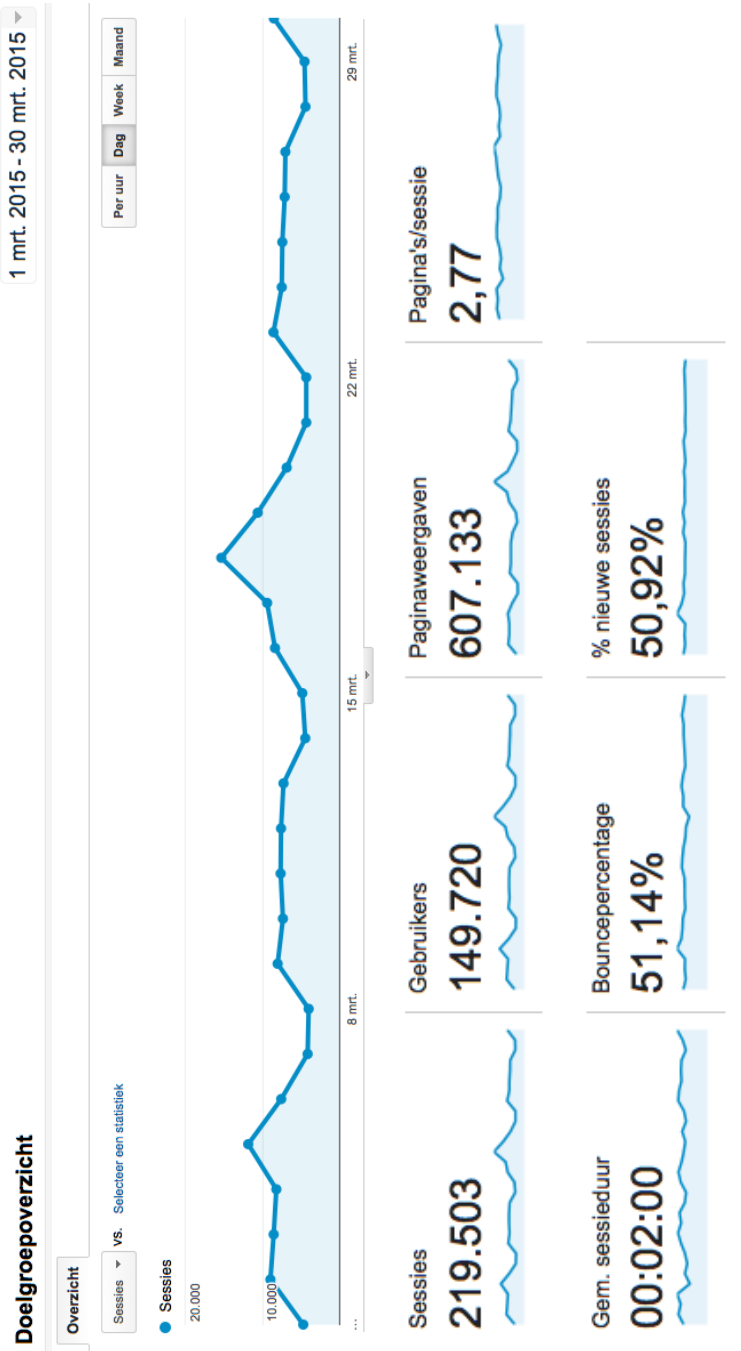 Doelgroepoverzicht
1 mrt. 2015 - 30 mrt. 2015
Overzicht
Sessies VS. Selecteer een statistiek
Per uur Dag Week Maand
Sessies
20.000
10.000
... 8 mrt. 15 mrt. 22 mrt. 29 mrt.
Sessies
219.503
Gebruikers
149.720
Paginaweergaven
607.133
Pagina's/sessie
2,77
Gem. sessieduur
00:02:00
Bouncepercentage
51,14%
% nieuwe sessies
50,92%